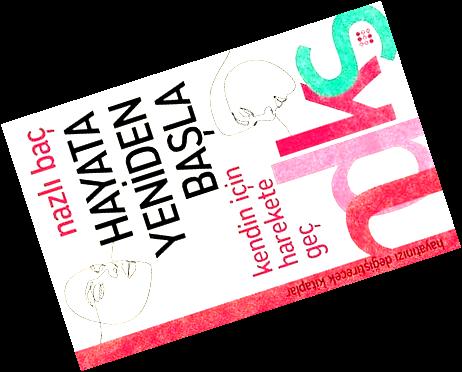 nazlı baç
HAYATA
YENİDEN
BAŞLA
kendin için
harekete
geç
hayatınızı değiştirecek kitaplar